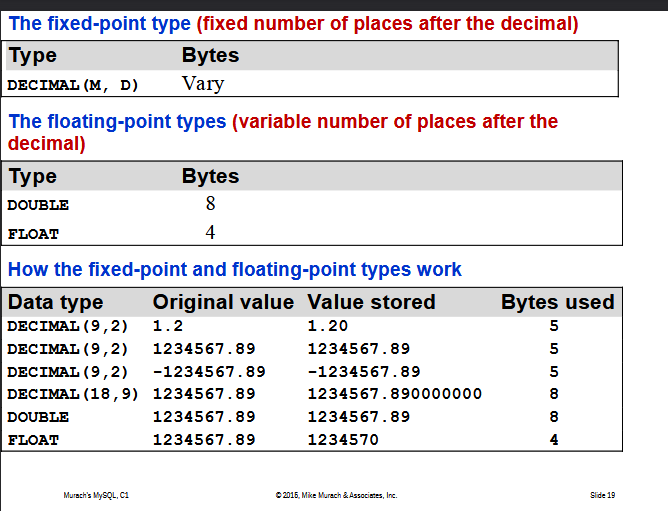 The fixed-point type (fixed number of places after the decimal)
Type Bytes
DECIMAL(M, D) Vary
The floating-point types (variable number of places after the
decimal)
Type Bytes
DOUBLE 8
FLOAT 4
How the fixed-point and floating-point types work
Data type Original value Value stored Bytes used
DECIMAL(9,2) 1.2 1.20 5
DECIMAL(9,2) 1234567.89 1234567.89 5
DECIMAL(9,2) -1234567.89 -1234567.89 5
DECIMAL(18,9) 1234567.89 1234567.890000000 8
DOUBLE 1234567.89 1234567.89 8
FLOAT 1234567.89 1234570 4
Murach's MySQL, C1 © 2015, Mike Murach & Associates, Inc. Slide 19